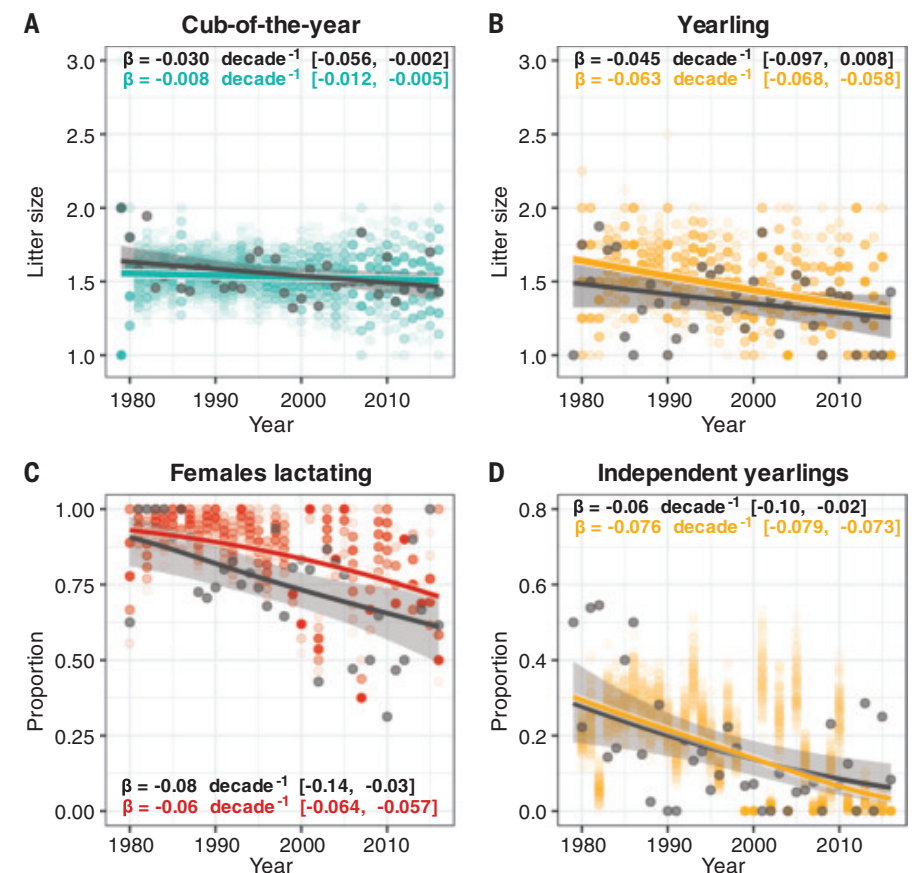 A Cub-of-the-year
β = -0.030 decade⁻¹ [-0.056, -0.002]
β = -0.008 decade⁻¹ [-0.012, -0.005]
3.0
2.5
2.0
1.5
1.0
Litter size
1980 1990 2000 2010
Year
B Yearling
β = -0.045 decade⁻¹ [-0.097, 0.008]
β = -0.063 decade⁻¹ [-0.068, -0.058]
3.0
2.5
2.0
1.5
1.0
Litter size
1980 1990 2000 2010
Year
C Females lactating
1.00
0.75
0.50
0.25
0.00
Proportion
β = -0.08 decade⁻¹ [-0.14, -0.03]
β = -0.06 decade⁻¹ [-0.064, -0.057]
1980 1990 2000 2010
Year
D Independent yearlings
β = -0.06 decade⁻¹ [-0.10, -0.02]
β = -0.076 decade⁻¹ [-0.079, -0.073]
0.8
0.6
0.4
0.2
0.0
Proportion
1980 1990 2000 2010
Year